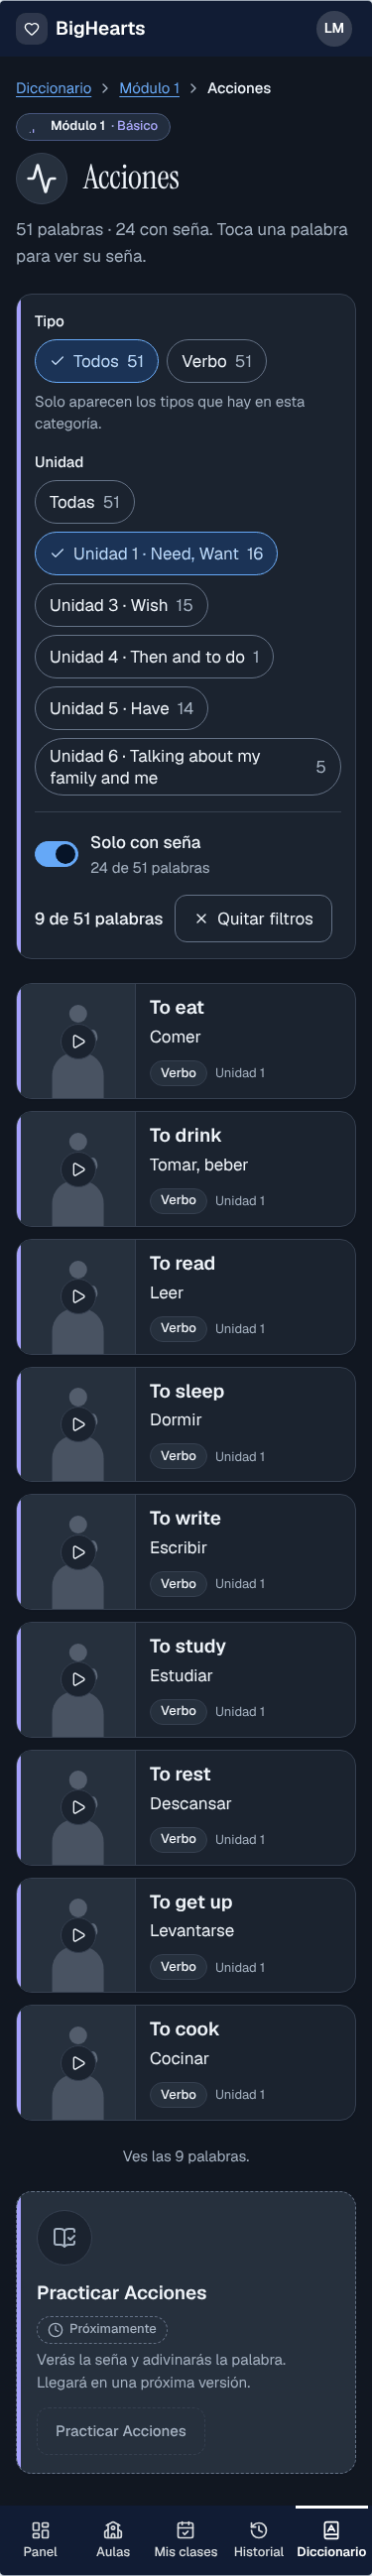 BigHearts
LM
Diccionario > Módulo 1 > Acciones
Módulo 1 · Básico
Acciones
51 palabras · 24 con seña. Toca una palabra
para ver su seña.
Tipo
Todos 51
Verbo 51
Solo aparecen los tipos que hay en esta
categoría.
Unidad
Todas 51
Unidad 1 · Need, Want 16
Unidad 3 · Wish 15
Unidad 4 · Then and to do 1
Unidad 5 · Have 14
Unidad 6 · Talking about my
family and me 5
Solo con seña
24 de 51 palabras
9 de 51 palabras
Quitar filtros
To eat
Comer
Verbo Unidad 1
To drink
Tomar, beber
Verbo Unidad 1
To read
Leer
Verbo Unidad 1
To sleep
Dormir
Verbo Unidad 1
To write
Escribir
Verbo Unidad 1
To study
Estudiar
Verbo Unidad 1
To rest
Descansar
Verbo Unidad 1
To get up
Levantarse
Verbo Unidad 1
To cook
Cocinar
Verbo Unidad 1
Ves las 9 palabras.
Practicar Acciones
Próximamente
Verás la seña y adivinarás la palabra.
Llegará en una próxima versión.
Practicar Acciones
Panel
Aulas
Mis clases
Historial
Diccionario